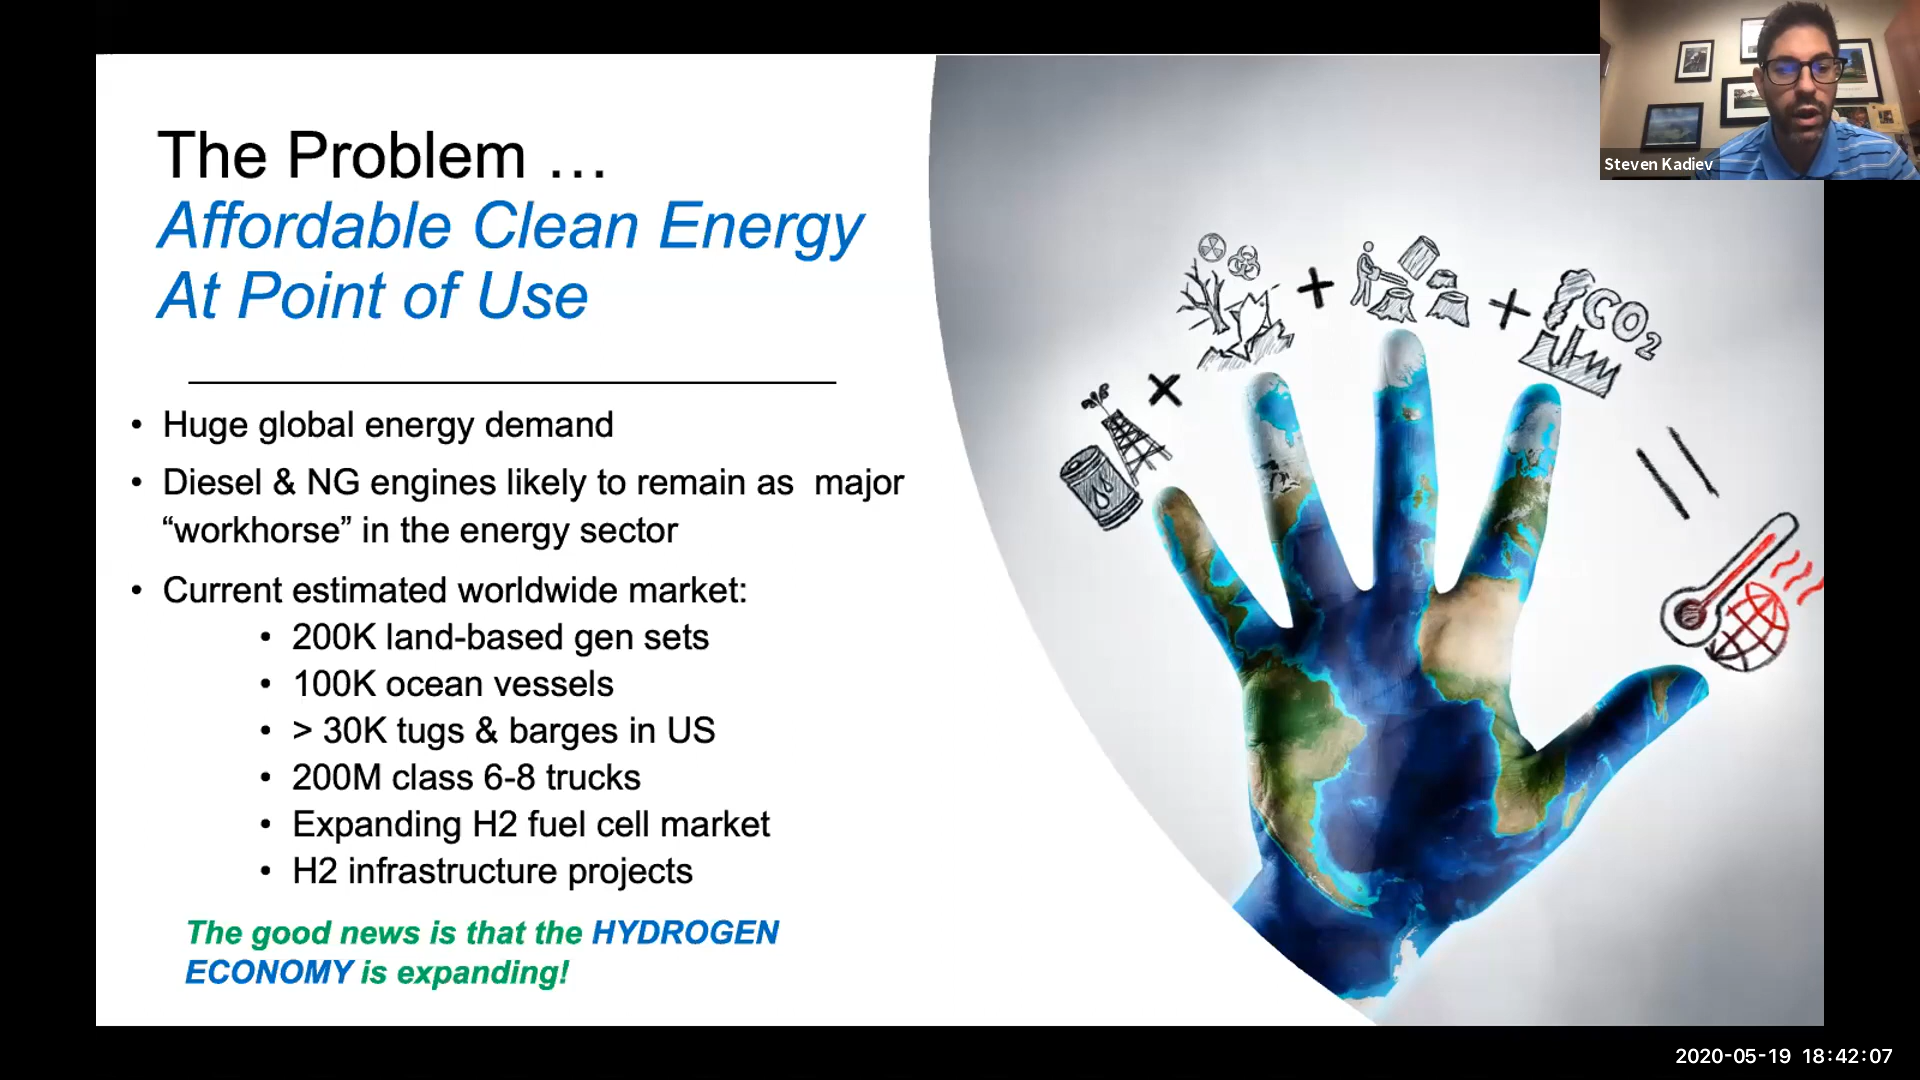 The Problem …
Affordable Clean Energy
At Point of Use
• Huge global energy demand
• Diesel & NG engines likely to remain as  major
“workhorse” in the energy sector
• Current estimated worldwide market:
• 200K land-based gen sets
• 100K ocean vessels
• > 30K tugs & barges in US
• 200M class 6-8 trucks
• Expanding H2 fuel cell market
• H2 infrastructure projects
The good news is that the HYDROGEN
ECONOMY is expanding!
+
+
CO2
×
=
Steven Kadiev
2020-05-19 18:42:07